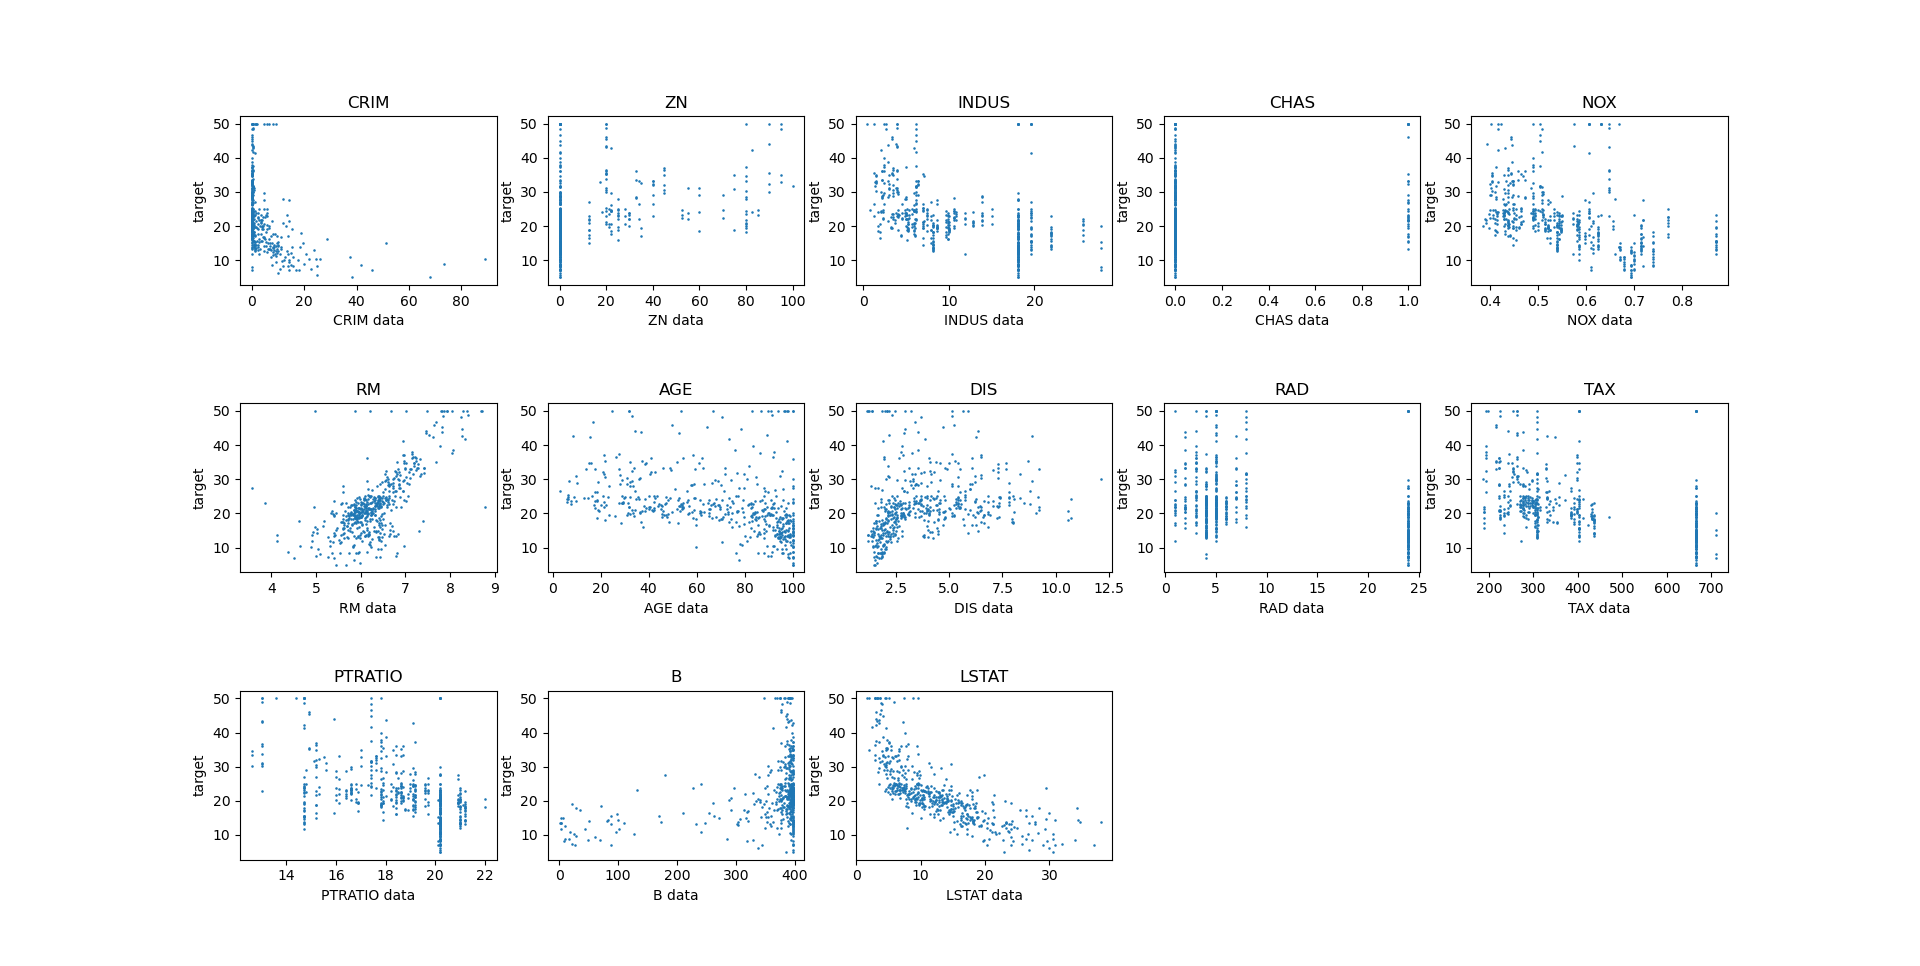 CRIM ZN INDUS CHAS NOX
50 50 50 50 50
40 40 40 40 40
30 30 30 30 30
target target target target target
20 20 20 20 20
10 10 10 10 10
0 20 40 60 80 0 20 40 60 80 100 0 10 20 0.0 0.2 0.4 0.6 0.8 1.0 0.4 0.5 0.6 0.7 0.8
CRIM data ZN data INDUS data CHAS data NOX data
RM AGE DIS RAD TAX
50 50 50 50 50
40 40 40 40 40
30 30 30 30 30
target target target target target
20 20 20 20 20
10 10 10 10 10
4 5 6 7 8 9 0 20 40 60 80 100 2.5 5.0 7.5 10.0 12.5 0 5 10 15 20 25 200 300 400 500 600 700
RM data AGE data DIS data RAD data TAX data
PTRATIO B LSTAT
50 50 50
40 40 40
30 30 30
target target target
20 20 20
10 10 10
14 16 18 20 22 0 100 200 300 400 0 10 20 30
PTRATIO data B data LSTAT data